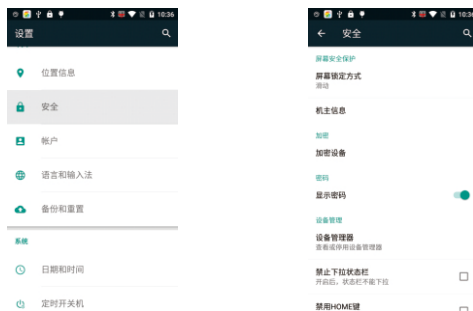 10:36
设置
位置信息
安全
帐户
语言和输入法
备份和重置
系统
日期和时间
定时开关机
10:36
安全
屏幕安全保护
屏幕锁定方式
滑动
机主信息
加密
加密设备
密码
显示密码
设备管理
设备管理器
查看或停用设备管理器
禁止下拉状态栏
开启后，状态栏不能下拉
禁用HOME键